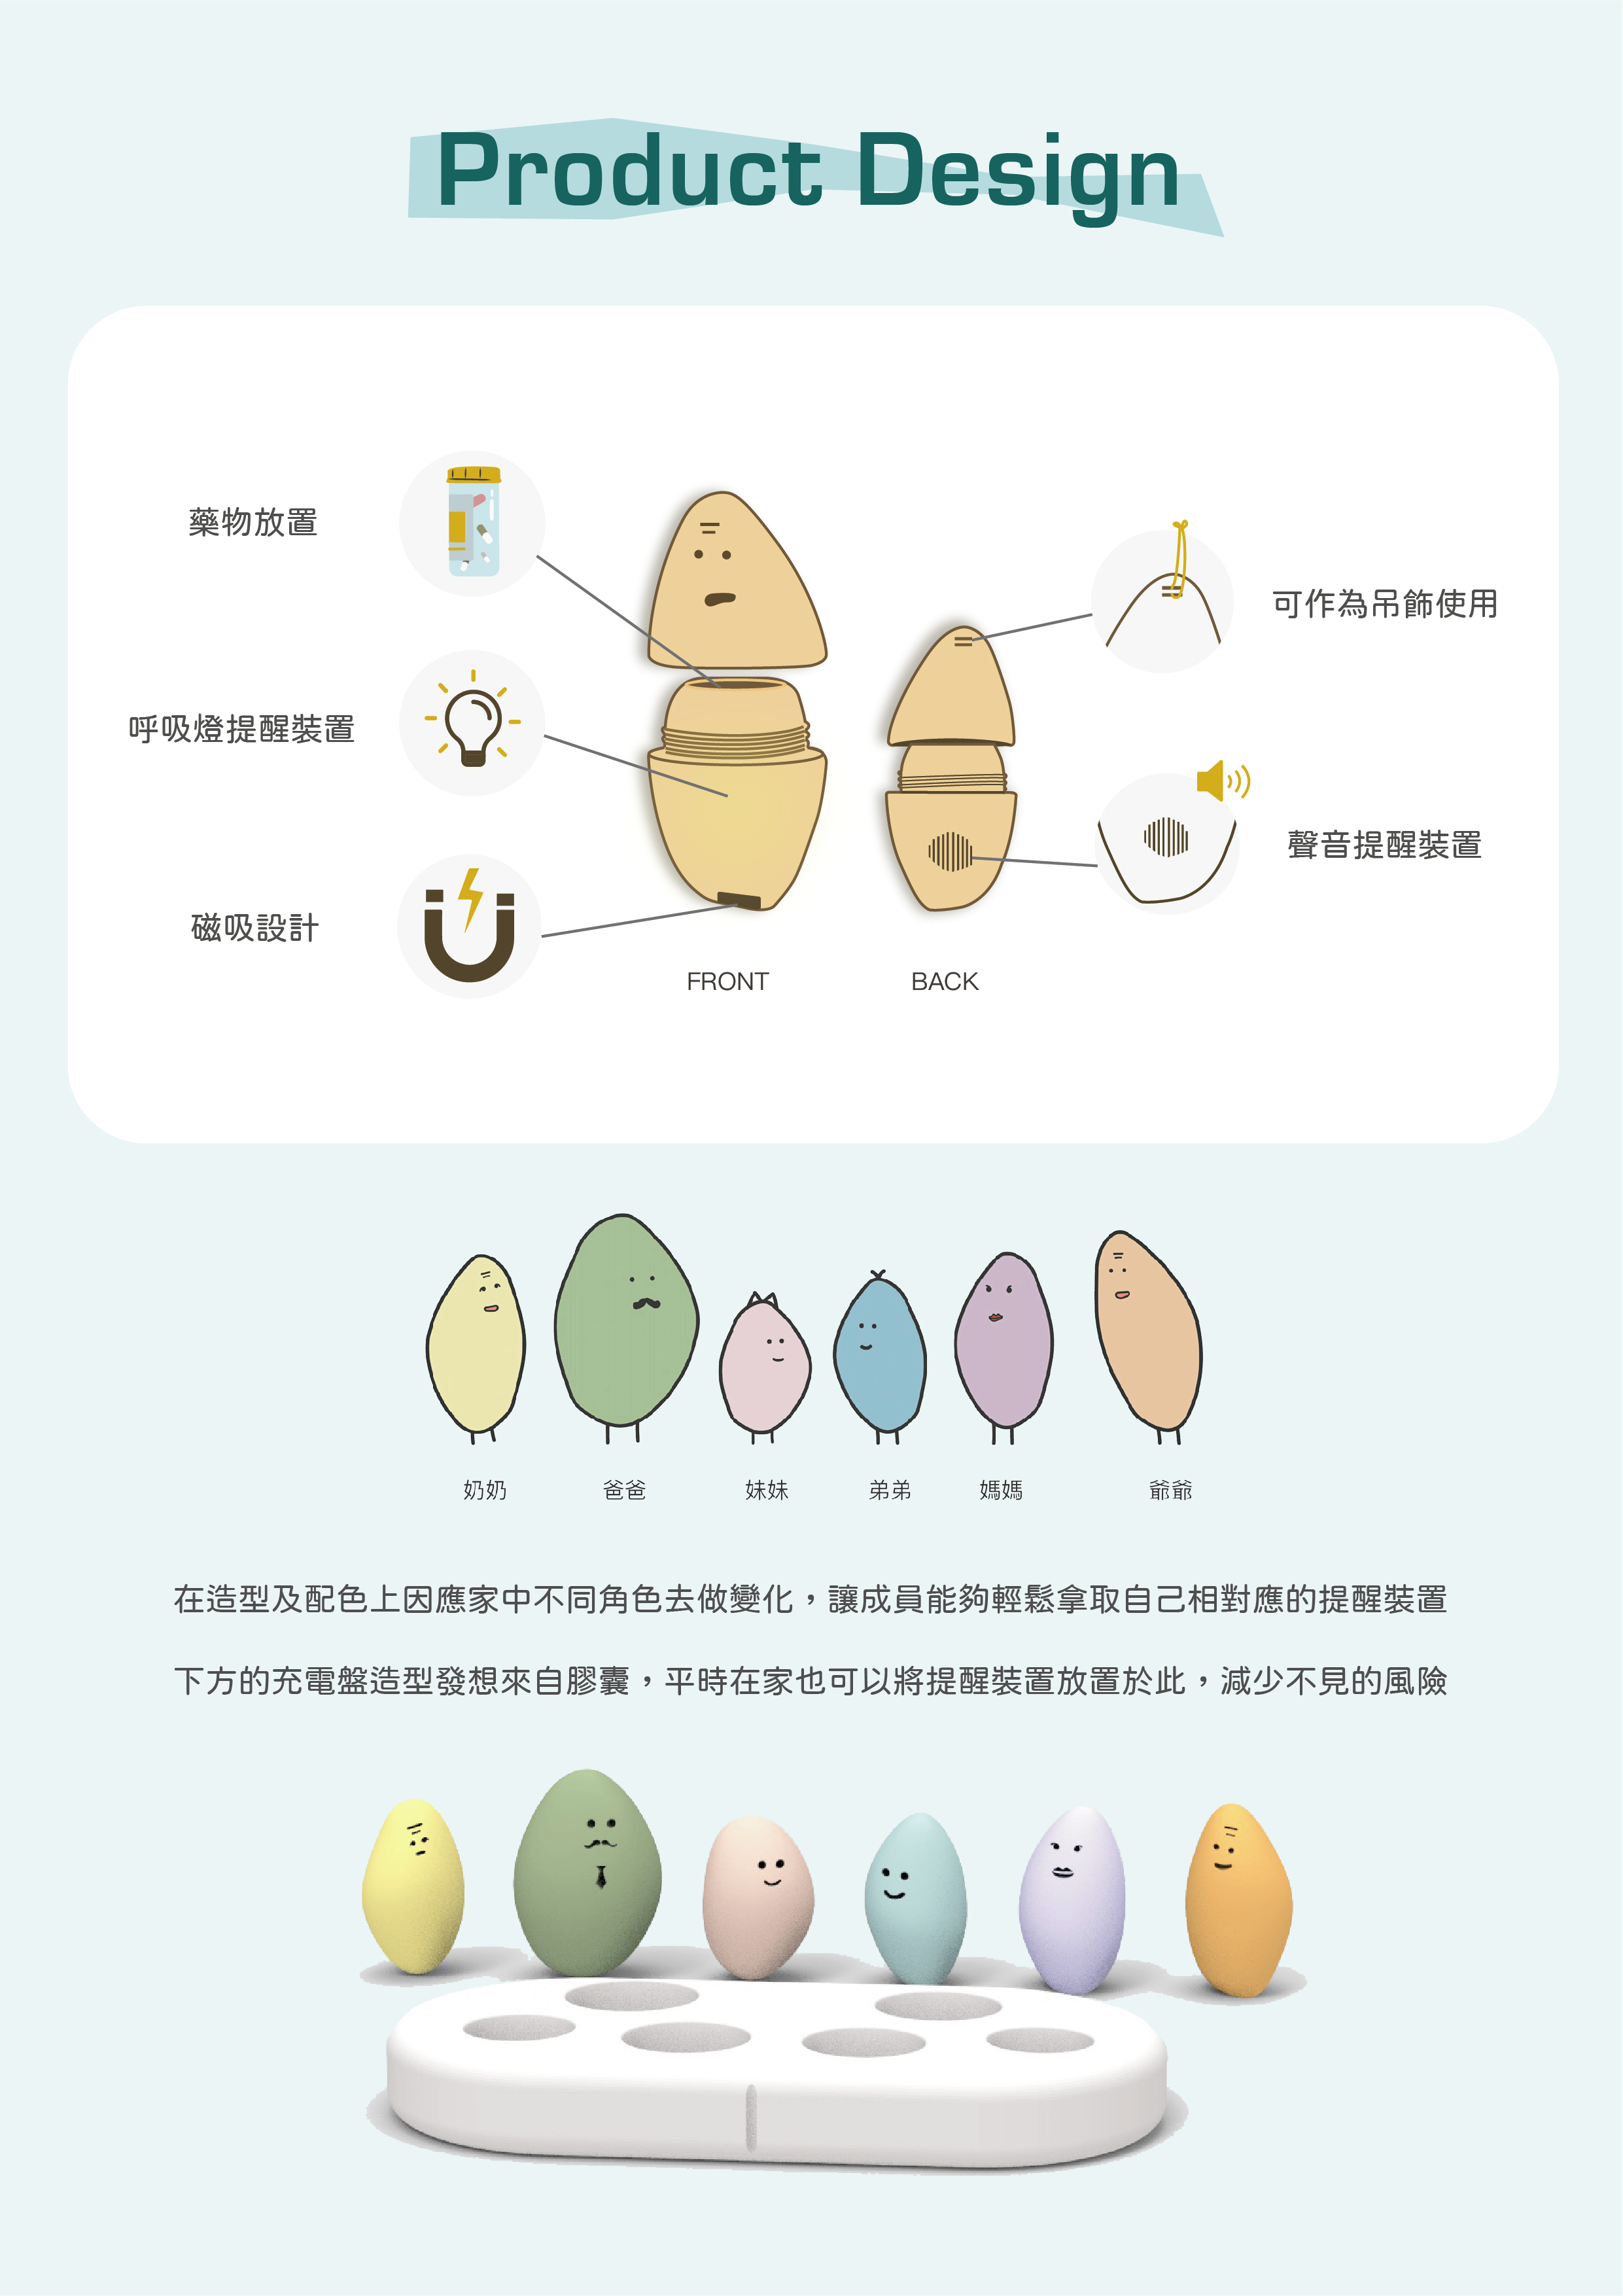 Product Design
藥物放置
呼吸燈提醒裝置
磁吸設計
可作為吊飾使用
聲音提醒裝置
FRONT
BACK
奶奶
爸爸
妹妹
弟弟
媽媽
爺爺
在造型及配色上因應家中不同角色去做變化，讓成員能夠輕鬆拿取自己相對應的提醒裝置
下方的充電盤造型發想來自膠囊，平時在家也可以將提醒裝置放置於此，減少不見的風險